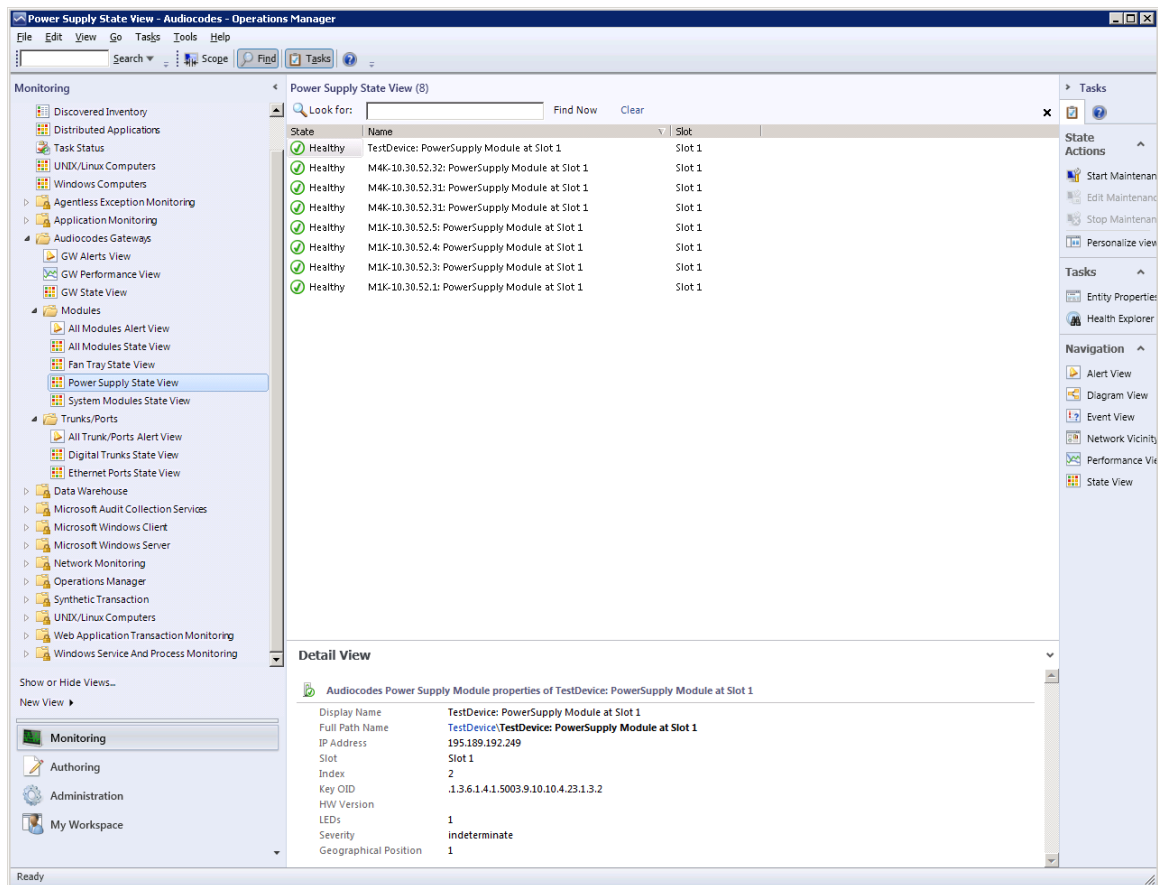 Power Supply State View - Audiocodes - Operations Manager
File Edit View Go Tasks Tools Help
Search Scope Find Tasks
Monitoring
Discovered Inventory
Distributed Applications
Task Status
UNIX/Linux Computers
Windows Computers
Agentless Exception Monitoring
Application Monitoring
Audiocodes Gateways
GW Alerts View
GW Performance View
GW State View
Modules
All Modules Alert View
All Modules State View
Fan Tray State View
Power Supply State View
System Modules State View
Trunks/Ports
All Trunk/Ports Alert View
Digital Trunks State View
Ethernet Ports State View
Data Warehouse
Microsoft Audit Collection Services
Microsoft Windows Client
Microsoft Windows Server
Network Monitoring
Operations Manager
Synthetic Transaction
UNIX/Linux Computers
Web Application Transaction Monitoring
Windows Service And Process Monitoring
Show or Hide Views...
New View
Monitoring
Authoring
Administration
My Workspace
Ready
Power Supply State View (8)
Look for: Find Now Clear
State Name Slot
Healthy TestDevice: PowerSupply Module at Slot 1 Slot 1
Healthy M4K-10.30.52.32: PowerSupply Module at Slot 1 Slot 1
Healthy M4K-10.30.52.31: PowerSupply Module at Slot 1 Slot 1
Healthy M4K-10.30.52.31: PowerSupply Module at Slot 1 Slot 1
Healthy M1K-10.30.52.5: PowerSupply Module at Slot 1 Slot 1
Healthy M1K-10.30.52.4: PowerSupply Module at Slot 1 Slot 1
Healthy M1K-10.30.52.3: PowerSupply Module at Slot 1 Slot 1
Healthy M1K-10.30.52.1: PowerSupply Module at Slot 1 Slot 1
Detail View
Audiocodes Power Supply Module properties of TestDevice: PowerSupply Module at Slot 1
Display Name TestDevice: PowerSupply Module at Slot 1
Full Path Name TestDevice\TestDevice: PowerSupply Module at Slot 1
IP Address 195.189.192.249
Slot Slot 1
Index 2
Key OID .1.3.6.1.4.1.5003.9.10.10.4.23.1.3.2
HW Version
LEDs 1
Severity indeterminate
Geographical Position 1
Tasks
State
Actions
Start Maintenan
Edit Maintenanc
Stop Maintenan
Personalize view
Tasks
Entity Properties
Health Explorer
Navigation
Alert View
Diagram View
Event View
Network Vicinity
Performance Vie
State View